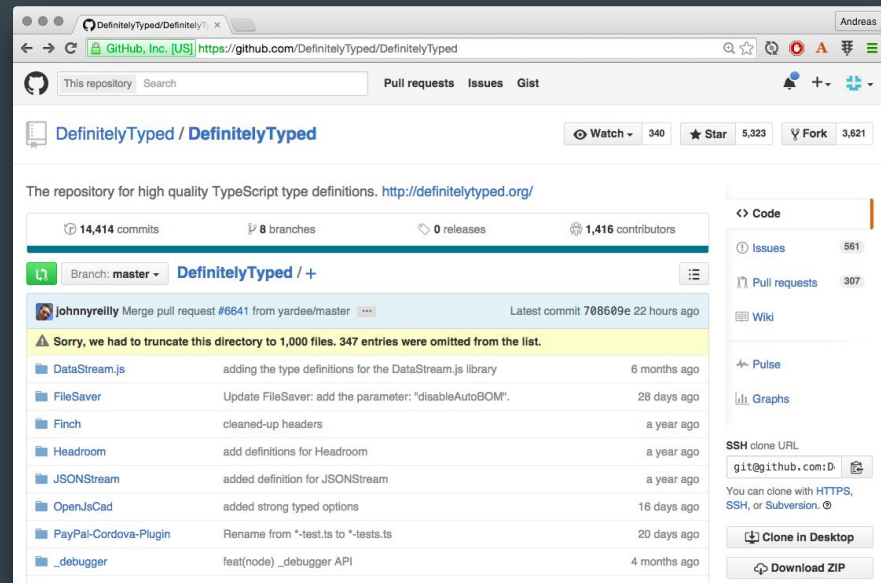 DefinitelyTyped/DefinitelyTy
Andreas
GitHub, Inc. [US] https://github.com/DefinitelyTyped/DefinitelyTyped
This repository Search Pull requests Issues Gist
DefinitelyTyped / DefinitelyTyped Watch 340 Star 5,323 Fork 3,621
The repository for high quality TypeScript type definitions. http://definitelytyped.org/
14,414 commits 8 branches 0 releases 1,416 contributors
Branch: master DefinitelyTyped / +
johnnyreilly Merge pull request #6641 from yardee/master ... Latest commit 708609e 22 hours ago
Sorry, we had to truncate this directory to 1,000 files. 347 entries were omitted from the list.
DataStream.js adding the type definitions for the DataStream.js library 6 months ago
FileSaver Update FileSaver: add the parameter: "disableAutoBOM". 28 days ago
Finch cleaned-up headers a year ago
Headroom add definitions for Headroom a year ago
JSONStream added definition for JSONStream a year ago
OpenJsCad added strong typed options 16 days ago
PayPal-Cordova-Plugin Rename from *-test.ts to *-tests.ts 20 days ago
_debugger feat(node) _debugger API 4 months ago
Code
Issues 561
Pull requests 307
Wiki
Pulse
Graphs
SSH clone URL
git@github.com:D
You can clone with HTTPS,
SSH, or Subversion.
Clone in Desktop
Download ZIP